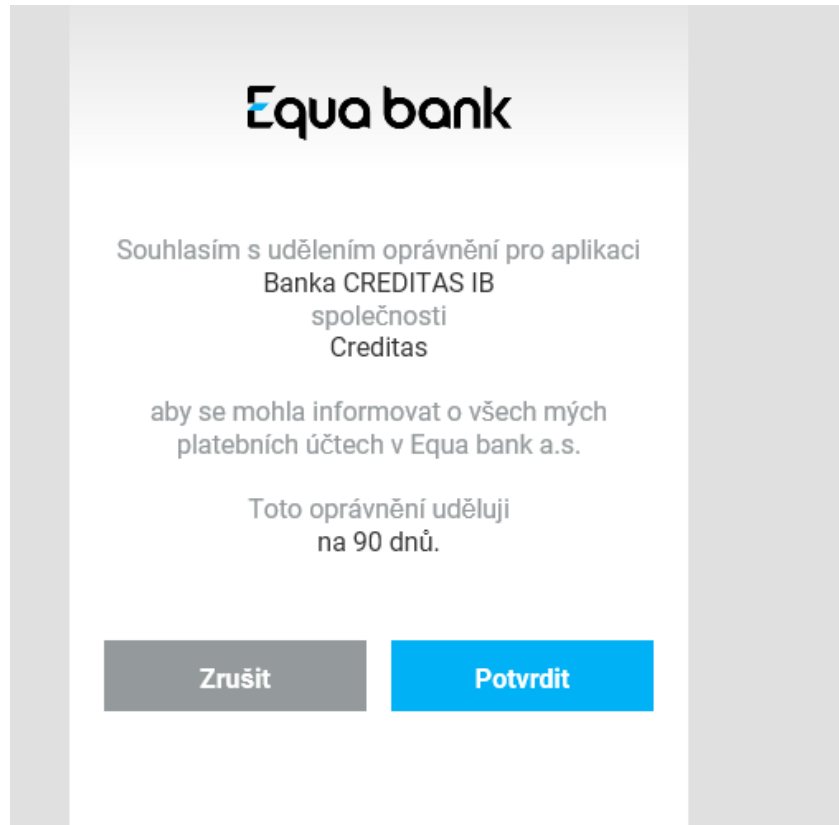 Equa bank
Souhlasím s udělením oprávnění pro aplikaci
Banka CREDITAS IB
společnosti
Creditas
aby se mohla informovat o všech mých
platebních účtech v Equa bank a.s.
Toto oprávnění uděluji
na 90 dnů.
Zrušit
Potvrdit